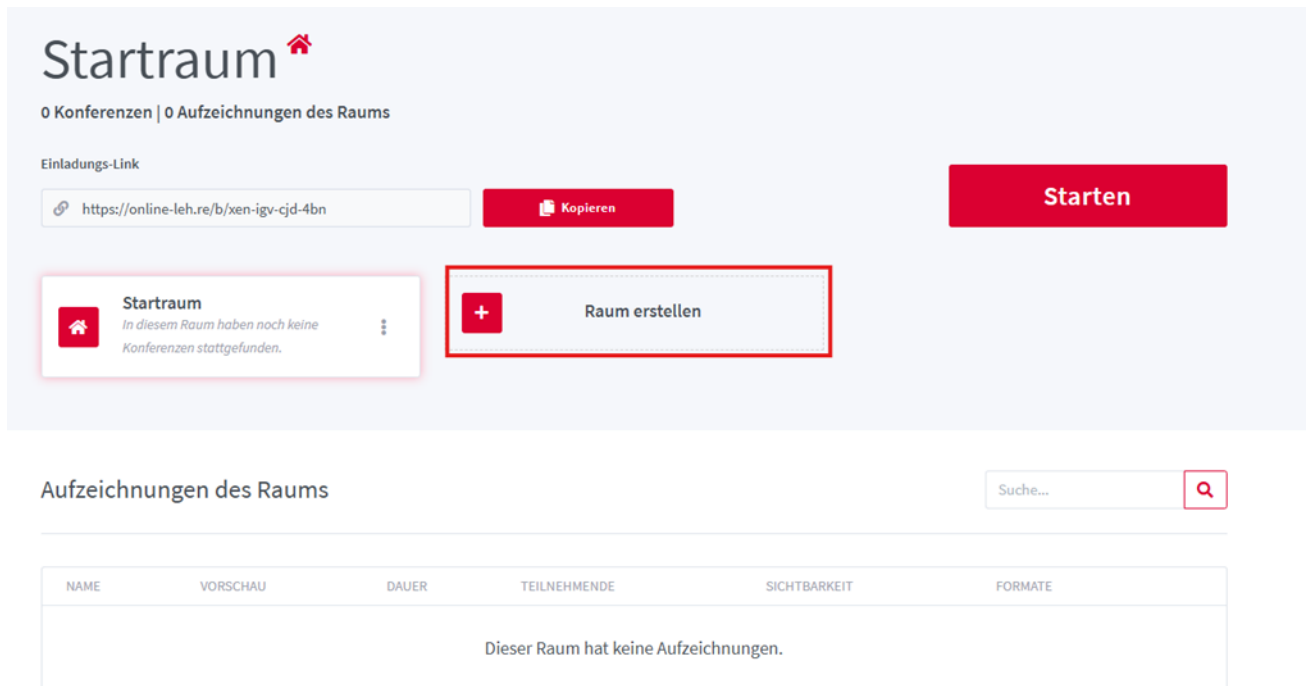 Startraum
0 Konferenzen | 0 Aufzeichnungen des Raums
Einladungs-Link
https://online-leh.re/b/xen-igv-cjd-4bn
Kopieren
Starten
Startraum
In diesem Raum haben noch keine
Konferenzen stattgefunden.
Raum erstellen
Aufzeichnungen des Raums
Suche...
NAME VORSCHAU DAUER TEILNEHMENDE SICHTBARKEIT FORMATE
Dieser Raum hat keine Aufzeichnungen.